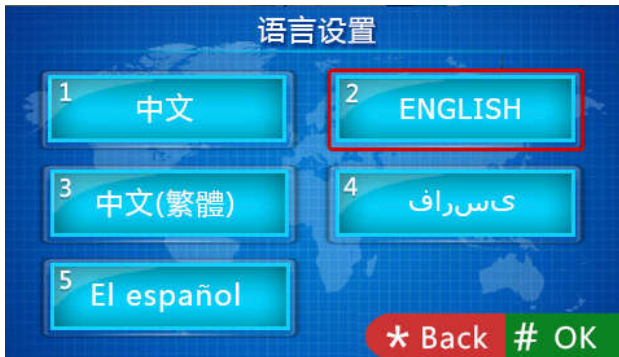 语言设置
1 中文
2 ENGLISH
3 中文(繁體)
4 فارسی
5 El español
* Back # OK